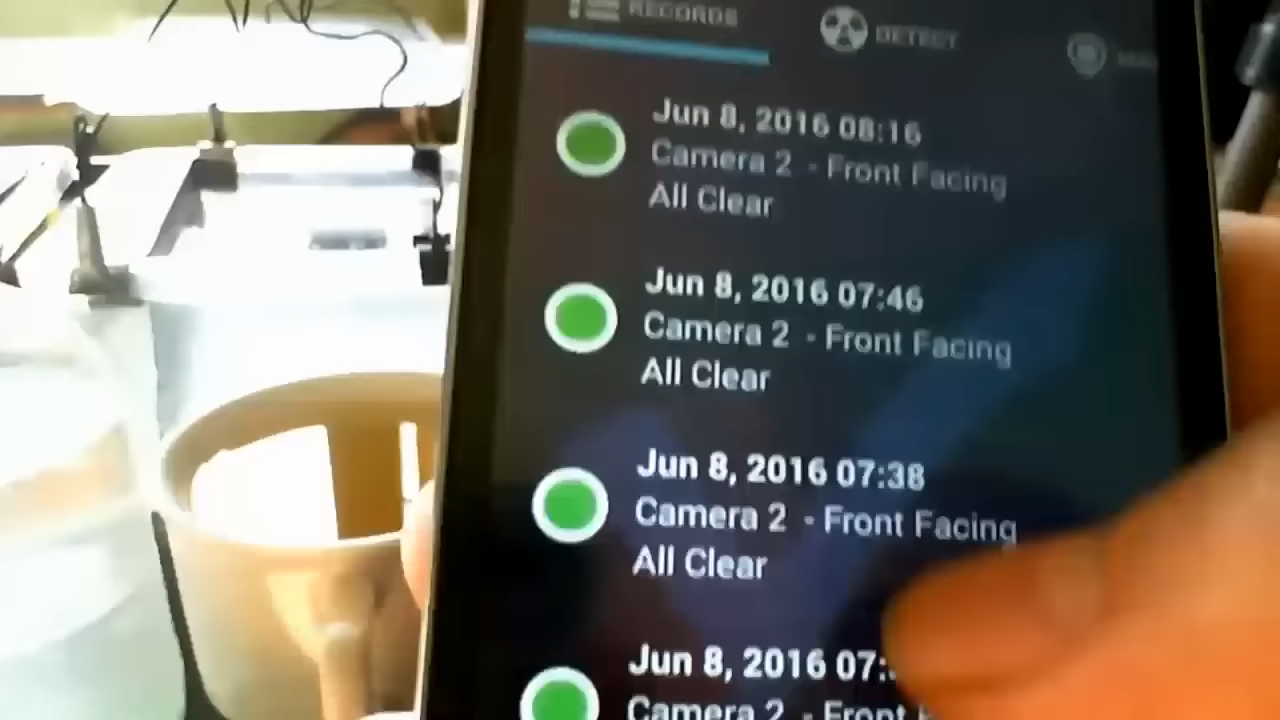 RECORDS
DETECT
Jun 8, 2016 08:16
Camera 2 - Front Facing
All Clear
Jun 8, 2016 07:46
Camera 2 - Front Facing
All Clear
Jun 8, 2016 07:38
Camera 2 - Front Facing
All Clear
Jun 8, 2016 07:
Camera 2 - Front